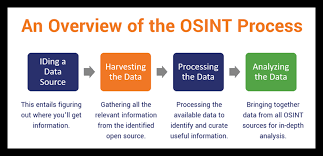 An Overview of the OSINT Process
IDing a
Data
Source
Harvesting
the Data
Processing
the Data
Analyzing
the Data
This entails figuring
out where you'll get
information.
Gathering all the
relevant information
from the identified
open source.
Processing the
available data to
identify and curate
useful information.
Bringing together
data from all OSINT
sources for in-depth
analysis.